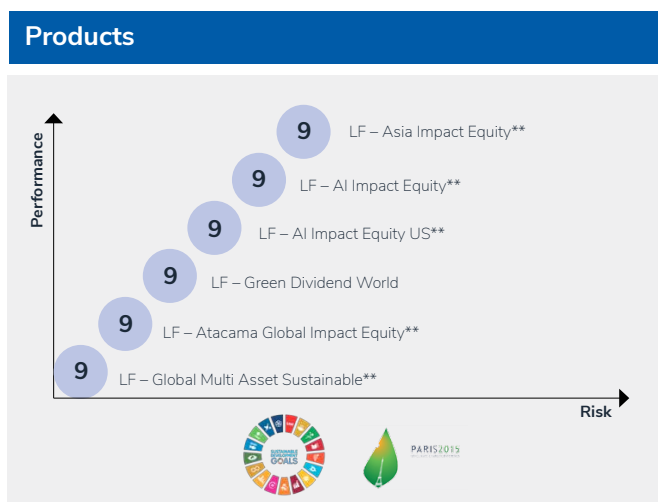 Products
Performance
9 LF – Asia Impact Equity**
9 LF – AI Impact Equity**
9 LF – AI Impact Equity US**
9 LF – Green Dividend World
9 LF – Atacama Global Impact Equity**
9 LF – Global Multi Asset Sustainable**
Risk
SUSTAINABLE
DEVELOPMENT
GOALS
PARIS2015